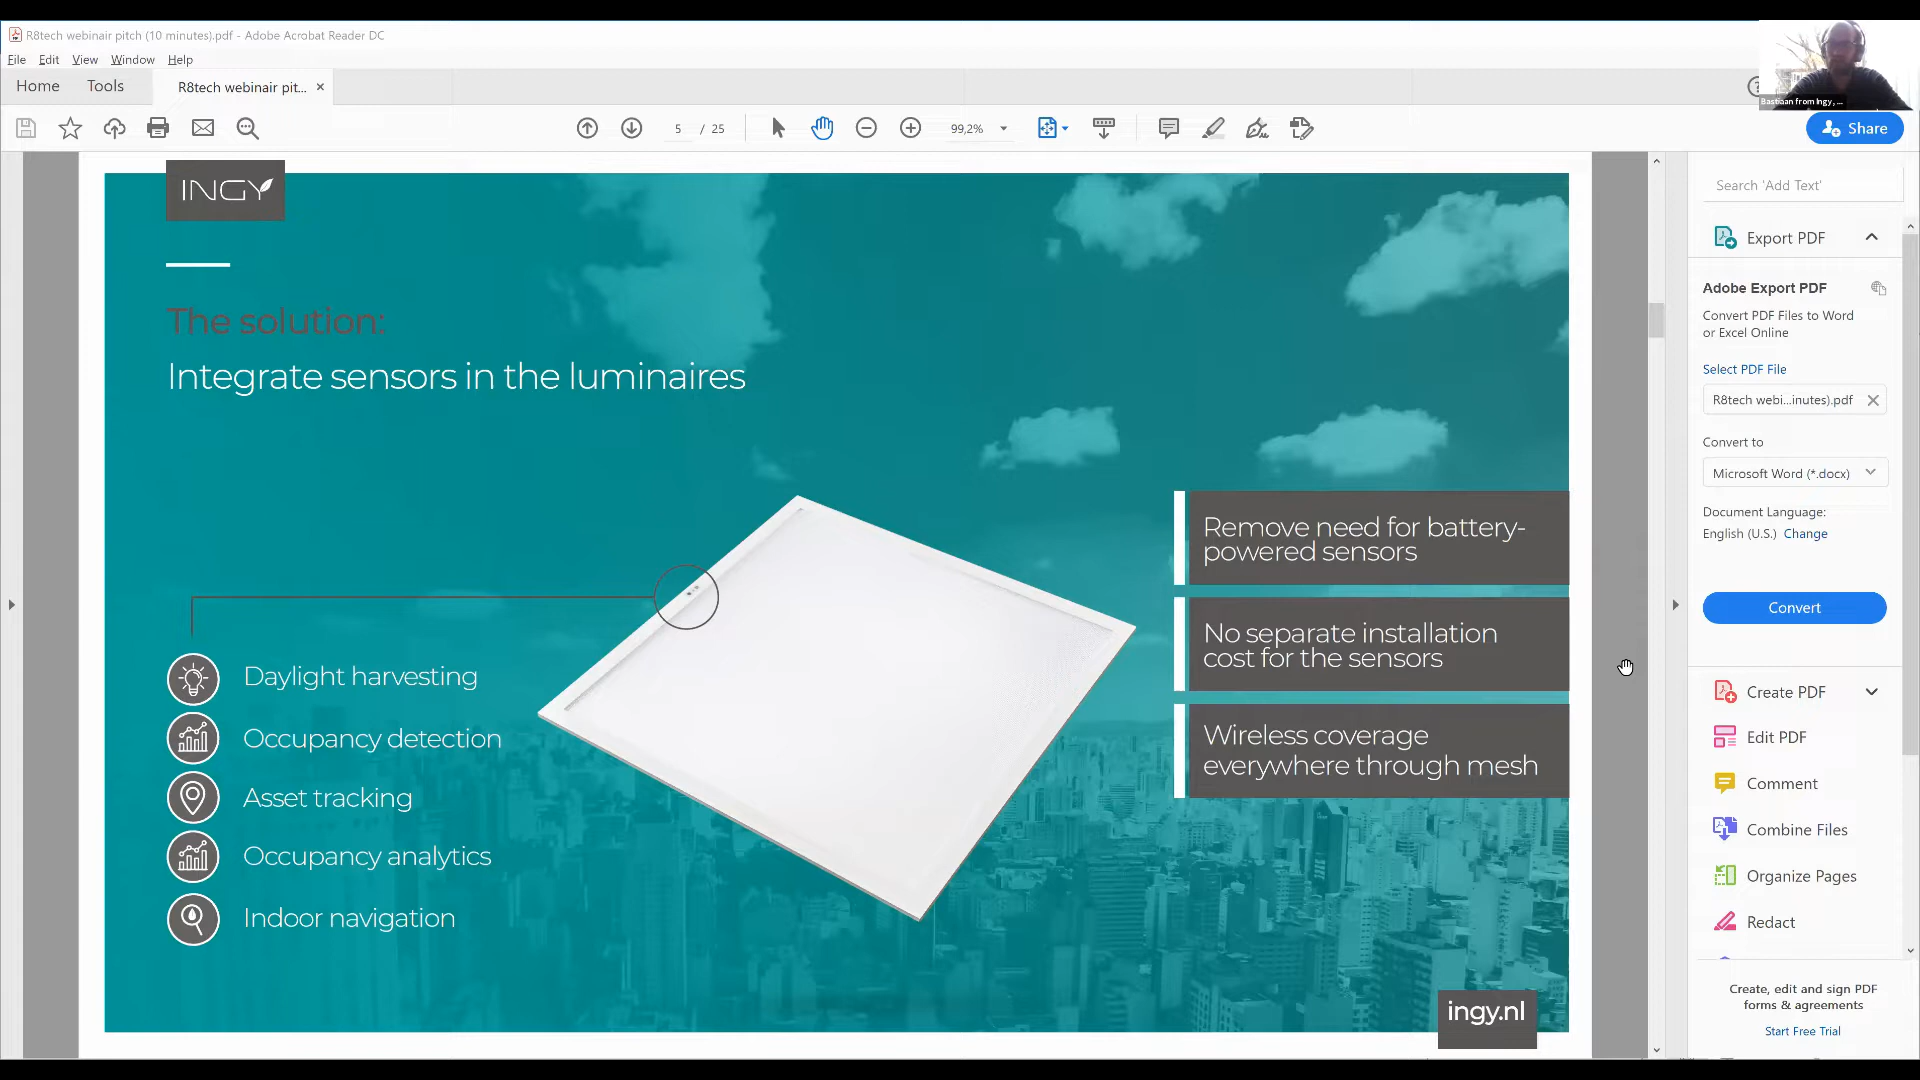 R8tech webinair pitch (10 minutes).pdf - Adobe Acrobat Reader DC
File Edit View Window Help
Home Tools R8tech webinair pit... ×
5 / 25 99,2%
Share
Bastiaan from Ingy, ...
INGY
The solution:
Integrate sensors in the luminaires
Daylight harvesting
Occupancy detection
Asset tracking
Occupancy analytics
Indoor navigation
Remove need for battery-
powered sensors
No separate installation
cost for the sensors
Wireless coverage
everywhere through mesh
ingy.nl
Search 'Add Text'
Export PDF
Adobe Export PDF
Convert PDF Files to Word
or Excel Online
Select PDF File
R8tech webi...inutes).pdf
Convert to
Microsoft Word (*.docx)
Document Language:
English (U.S.) Change
Convert
Create PDF
Edit PDF
Comment
Combine Files
Organize Pages
Redact
Create, edit and sign PDF
forms & agreements
Start Free Trial